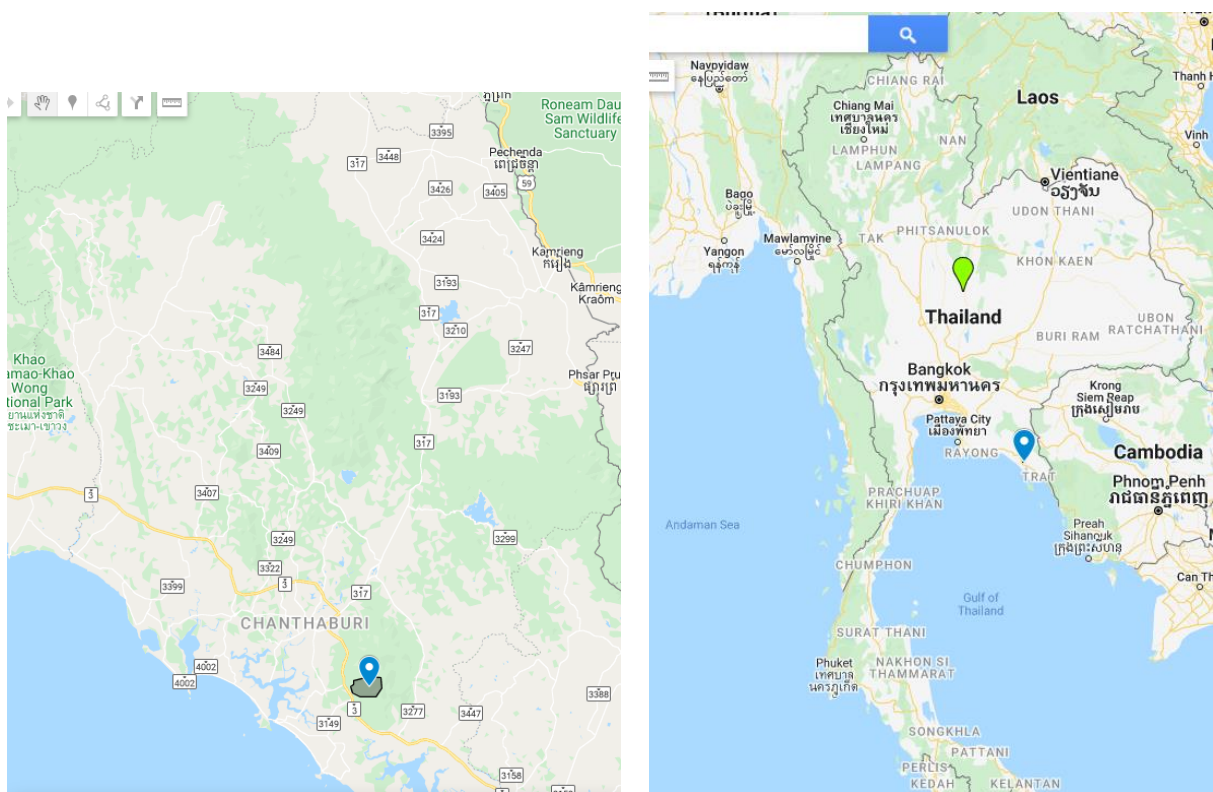 Roneam Dau
Sam Wildlife
Sanctuary
3395
Pechenda
ពេជ្រចិន្តា
317
3448
59
3426
3405
3424
Kamrieng
កំរៀង
3193
Kâmrieng
Kraôm
317
3210
3247
3484
Khao
amao-Khao
Wong
tional Park
3249
3193
3249
317
3409
3
3407
3249
3299
3322
3
3399
317
CHANTHABURI
4002
4002
3
3277
3447
3388
3149
3158
Naypyidaw
နေပြည်တော်
CHIANG RAI
Thanh H
Laos
Chiang Mai
เทศบาลนคร
เชียงใหม่
NAN
LAMPHUN
LAMPANG
Vinh
Vientiane
ວຽງຈັນ
Bago
ပဲခူးမြို့
UDON THANI
PHITSANULOK
TAK
Yangon
ရန်ကုန်
Mawlamyine
မော်လမြိုင်
KHON KAEN
Thailand
UBON
RATCHATHANI
BURI RAM
Bangkok
กรุงเทพมหานคร
Krong
Siem Reap
ក្រុងសៀមរាប
Pattaya City
เมืองพัทยา
RAYONG
Cambodia
TRAT
Phnom Penh
រាជធានីភ្នំពេញ
PRACHUAP
KHIRI KHAN
Andaman Sea
Preah
Sihanouk
ក្រុងព្រះសីហនុ
CHUMPHON
Can Th
Gulf of
Thailand
SURAT THANI
Phuket
เทศบาล
นครภูเก็ต
NAKHON SI
THAMMARAT
SONGKHLA
PATTANI
PERLIS
KEDAH
KELANTAN